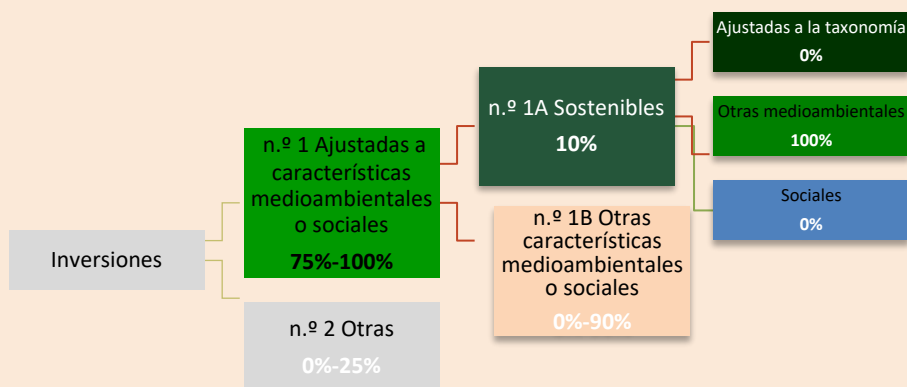 Inversiones
n.º 1 Ajustadas a
características
medioambientales
o sociales
75%-100%
n.º 2 Otras
0%-25%
n.º 1A Sostenibles
10%
n.º 1B Otras
características
medioambientales
o sociales
0%-90%
Ajustadas a la taxonomía
0%
Otras medioambientales
100%
Sociales
0%